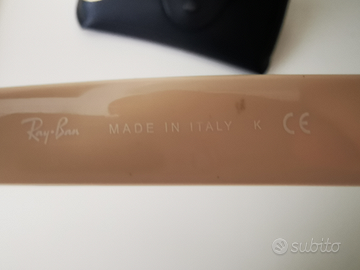 Ray-Ban MADE IN ITALY K CE
subito